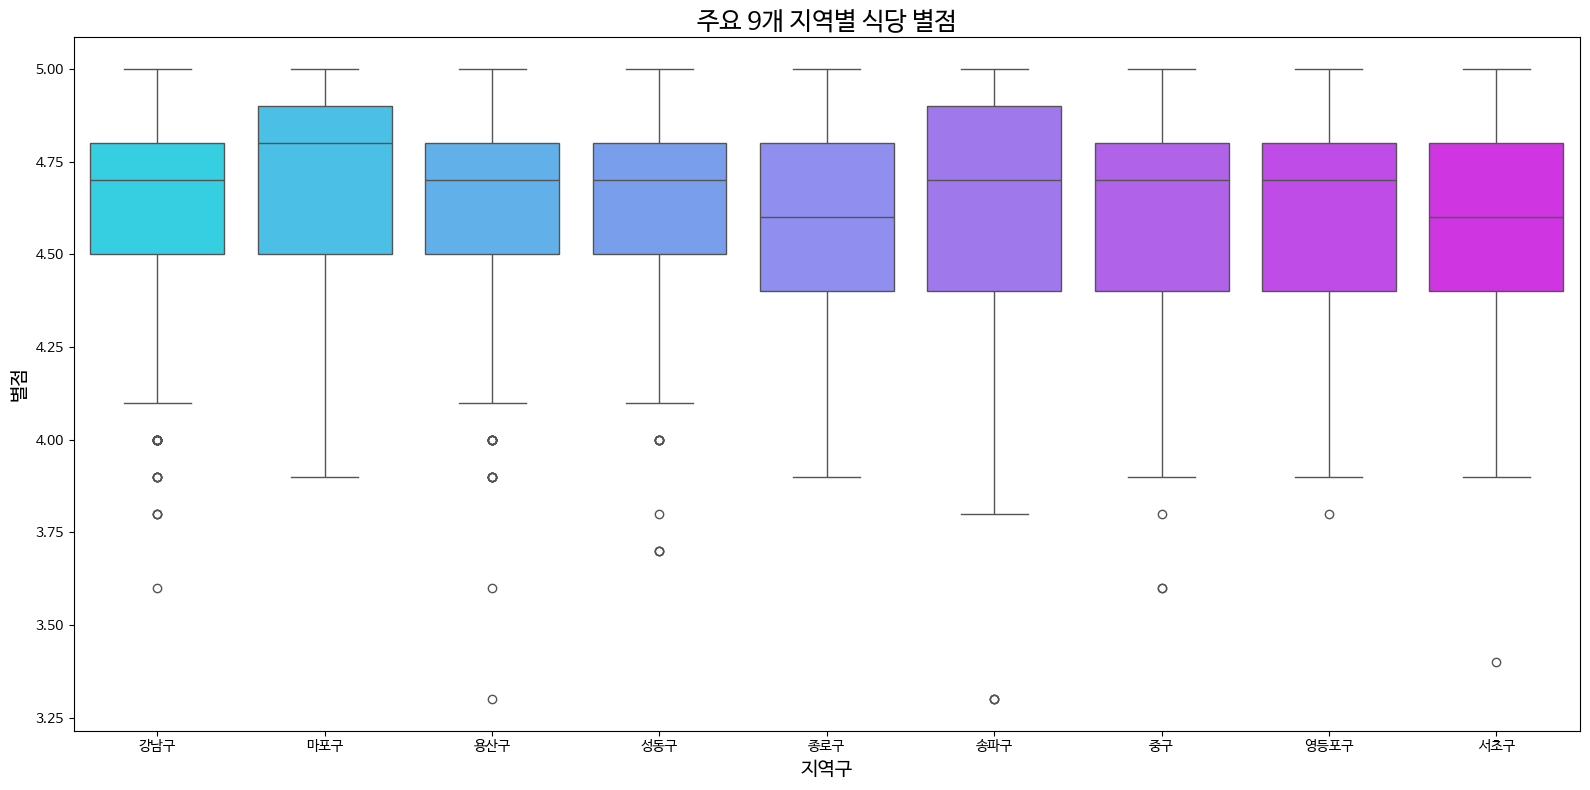 주요 9개 지역별 식당 별점
별점
5.00
4.75
4.50
4.25
4.00
3.75
3.50
3.25
강남구 마포구 용산구 성동구 종로구 송파구 중구 영등포구 서초구
지역구